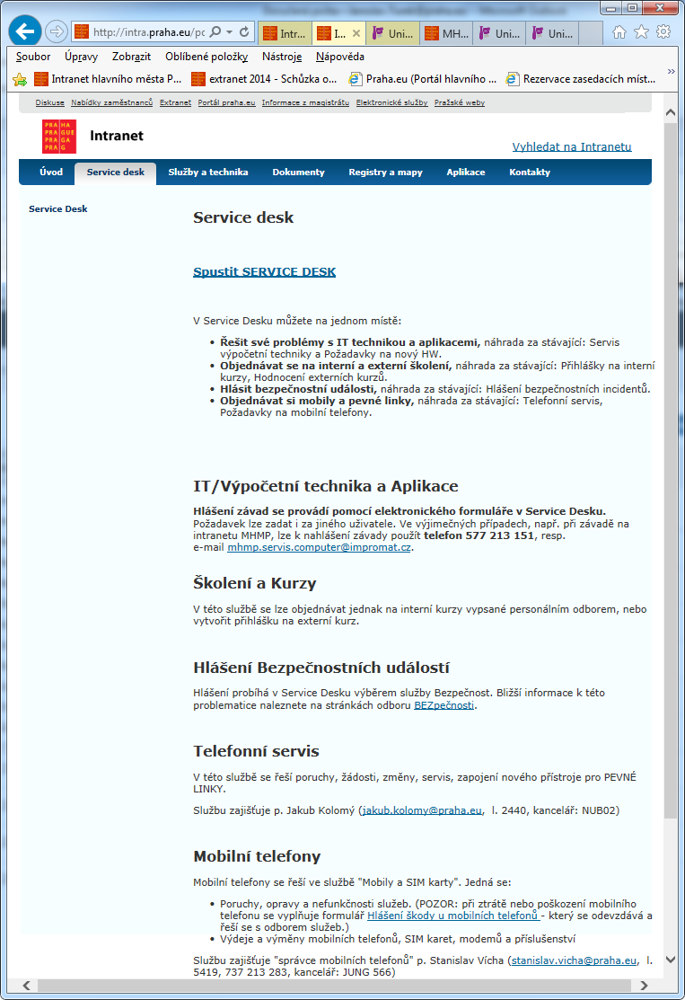 http://intra.praha.eu/pc
Intr...
I...
Uni...
MH...
Uni...
Uni...
Soubor Úpravy Zobrazit Oblíbené položky Nástroje Nápověda
Intranet hlavního města P...
extranet 2014 - Schůzka o...
Praha.eu (Portál hlavního ...
Rezervace zasedacích míst...
Diskuse Nabídky zaměstnanců Extranet Portál praha.eu Informace z magistrátu Elektronické služby Pražské weby
PRAHA
PRAGUE
PRAGA
PRAG
Intranet
Vyhledat na Intranetu
Úvod Service desk Služby a technika Dokumenty Registry a mapy Aplikace Kontakty
Service Desk
Service desk
Spustit SERVICE DESK
V Service Desku můžete na jednom místě:
• Řešit své problémy s IT technikou a aplikacemi, náhrada za stávající: Servis
výpočetní techniky a Požadavky na nový HW.
• Objednávat se na interní a externí školení, náhrada za stávající: Přihlášky na interní
kurzy, Hodnocení externích kurzů.
• Hlásit bezpečnostní události, náhrada za stávající: Hlášení bezpečnostních incidentů.
• Objednávat si mobily a pevné linky, náhrada za stávající: Telefonní servis,
Požadavky na mobilní telefony.
IT/Výpočetní technika a Aplikace
Hlášení závad se provádí pomocí elektronického formuláře v Service Desku.
Požadavek lze zadat i za jiného uživatele. Ve výjimečných případech, např. při závadě na
intranetu MHMP, lze k nahlášení závady použít telefon 577 213 151, resp.
e-mail mhmp.servis.computer@impromat.cz.
Školení a Kurzy
V této službě se lze objednávat jednak na interní kurzy vypsané personálním odborem, nebo
vytvořit přihlášku na externí kurz.
Hlášení Bezpečnostních událostí
Hlášení probíhá v Service Desku výběrem služby Bezpečnost. Bližší informace k této
problematice naleznete na stránkách odboru BEZpečnosti.
Telefonní servis
V této službě se řeší poruchy, žádosti, změny, servis, zapojení nového přístroje pro PEVNÉ
LINKY.
Službu zajišťuje p. Jakub Kolomý (jakub.kolomy@praha.eu, l. 2440, kancelář: NUB02)
Mobilní telefony
Mobilní telefony se řeší ve službě "Mobily a SIM karty". Jedná se:
• Poruchy, opravy a nefunkčnosti služeb. (POZOR: při ztrátě nebo poškození mobilního
telefonu se vyplňuje formulář Hlášení škody u mobilních telefonů - který se odevzdává a
řeší se s odborem služeb.)
• Výdeje a výměny mobilních telefonů, SIM karet, modemů a příslušenství
Službu zajišťuje "správce mobilních telefonů" p. Stanislav Vícha (stanislav.vicha@praha.eu, l.
5419, 737 213 283, kancelář: JUNG 566)